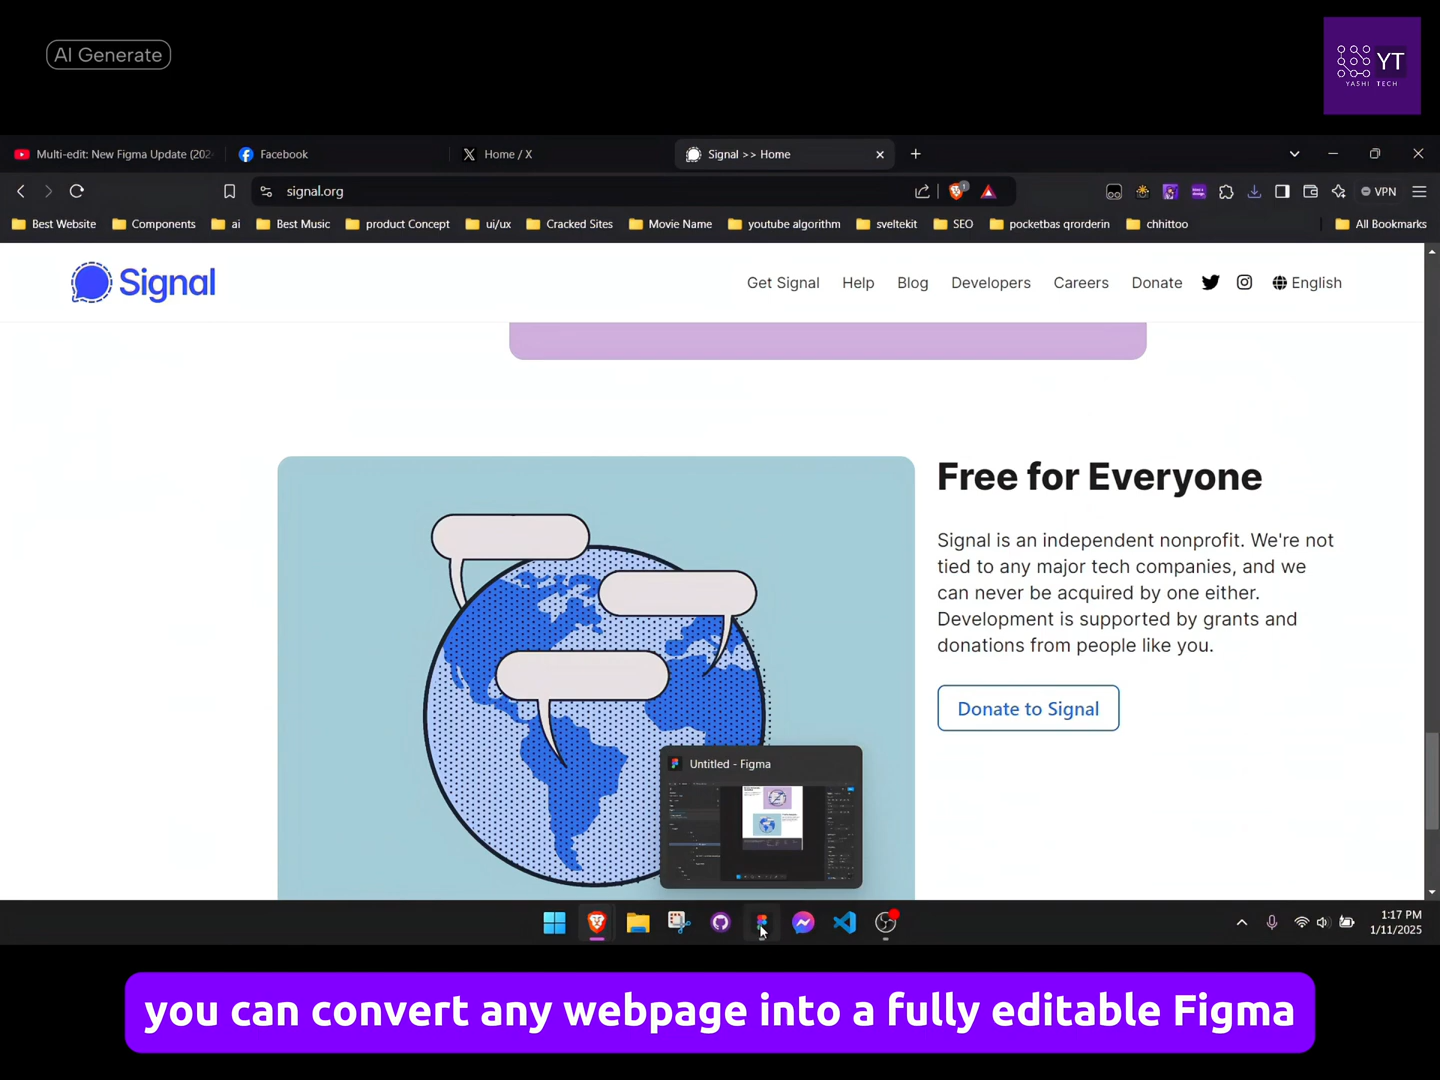 AI Generate
YT
YASHI TECH
Multi-edit: New Figma Update (202
Facebook
Home / X
Signal >> Home
signal.org
1
VPN
Best Website
Components
ai
Best Music
product Concept
ui/ux
Cracked Sites
Movie Name
youtube algorithm
sveltekit
SEO
pocketbas qrorderin
chhittoo
All Bookmarks
Signal
Get Signal
Help
Blog
Developers
Careers
Donate
English
Free for Everyone
Signal is an independent nonprofit. We're not
tied to any major tech companies, and we
can never be acquired by one either.
Development is supported by grants and
donations from people like you.
Donate to Signal
Untitled - Figma
1:17 PM
1/11/2025
you can convert any webpage into a fully editable Figma